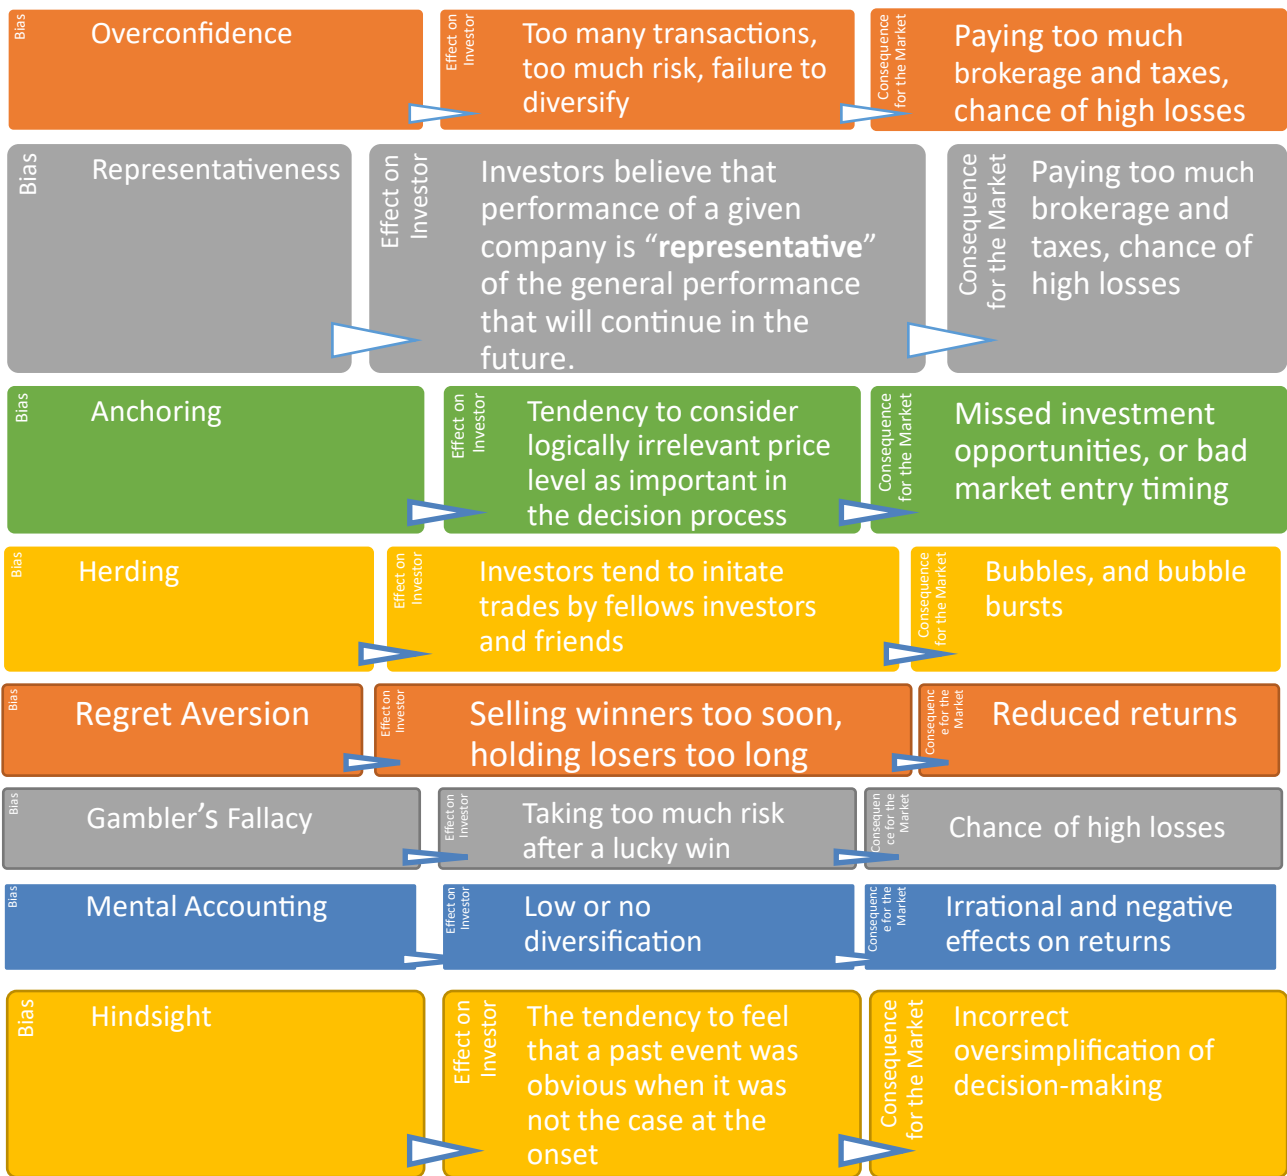 Bias
Overconfidence
Effect on
Investor
Too many transactions,
too much risk, failure to
diversify
Consequence
for the Market
Paying too much
brokerage and taxes,
chance of high losses
Bias
Representativeness
Effect on
Investor
Investors believe that
performance of a given
company is “representative”
of the general performance
that will continue in the
future.
Consequence
for the Market
Paying too much
brokerage and
taxes, chance of
high losses
Bias
Anchoring
Effect on
Investor
Tendency to consider
logically irrelevant price
level as important in
the decision process
Consequence
for the Market
Missed investment
opportunities, or bad
market entry timing
Bias
Herding
Effect on
Investor
Investors tend to initate
trades by fellows investors
and friends
Consequence
for the Market
Bubbles, and bubble
bursts
Bias
Regret Aversion
Effect on
Investor
Selling winners too soon,
holding losers too long
Consequenc
e for the
Market
Reduced returns
Bias
Gambler’s Fallacy
Effect on
Investor
Taking too much risk
after a lucky win
Consequen
ce for the
Market
Chance of high losses
Bias
Mental Accounting
Effect on
Investor
Low or no
diversification
Consequenc
e for the
Market
Irrational and negative
effects on returns
Bias
Hindsight
Effect on
Investor
The tendency to feel
that a past event was
obvious when it was
not the case at the
onset
Consequence
for the Market
Incorrect
oversimplification of
decision-making